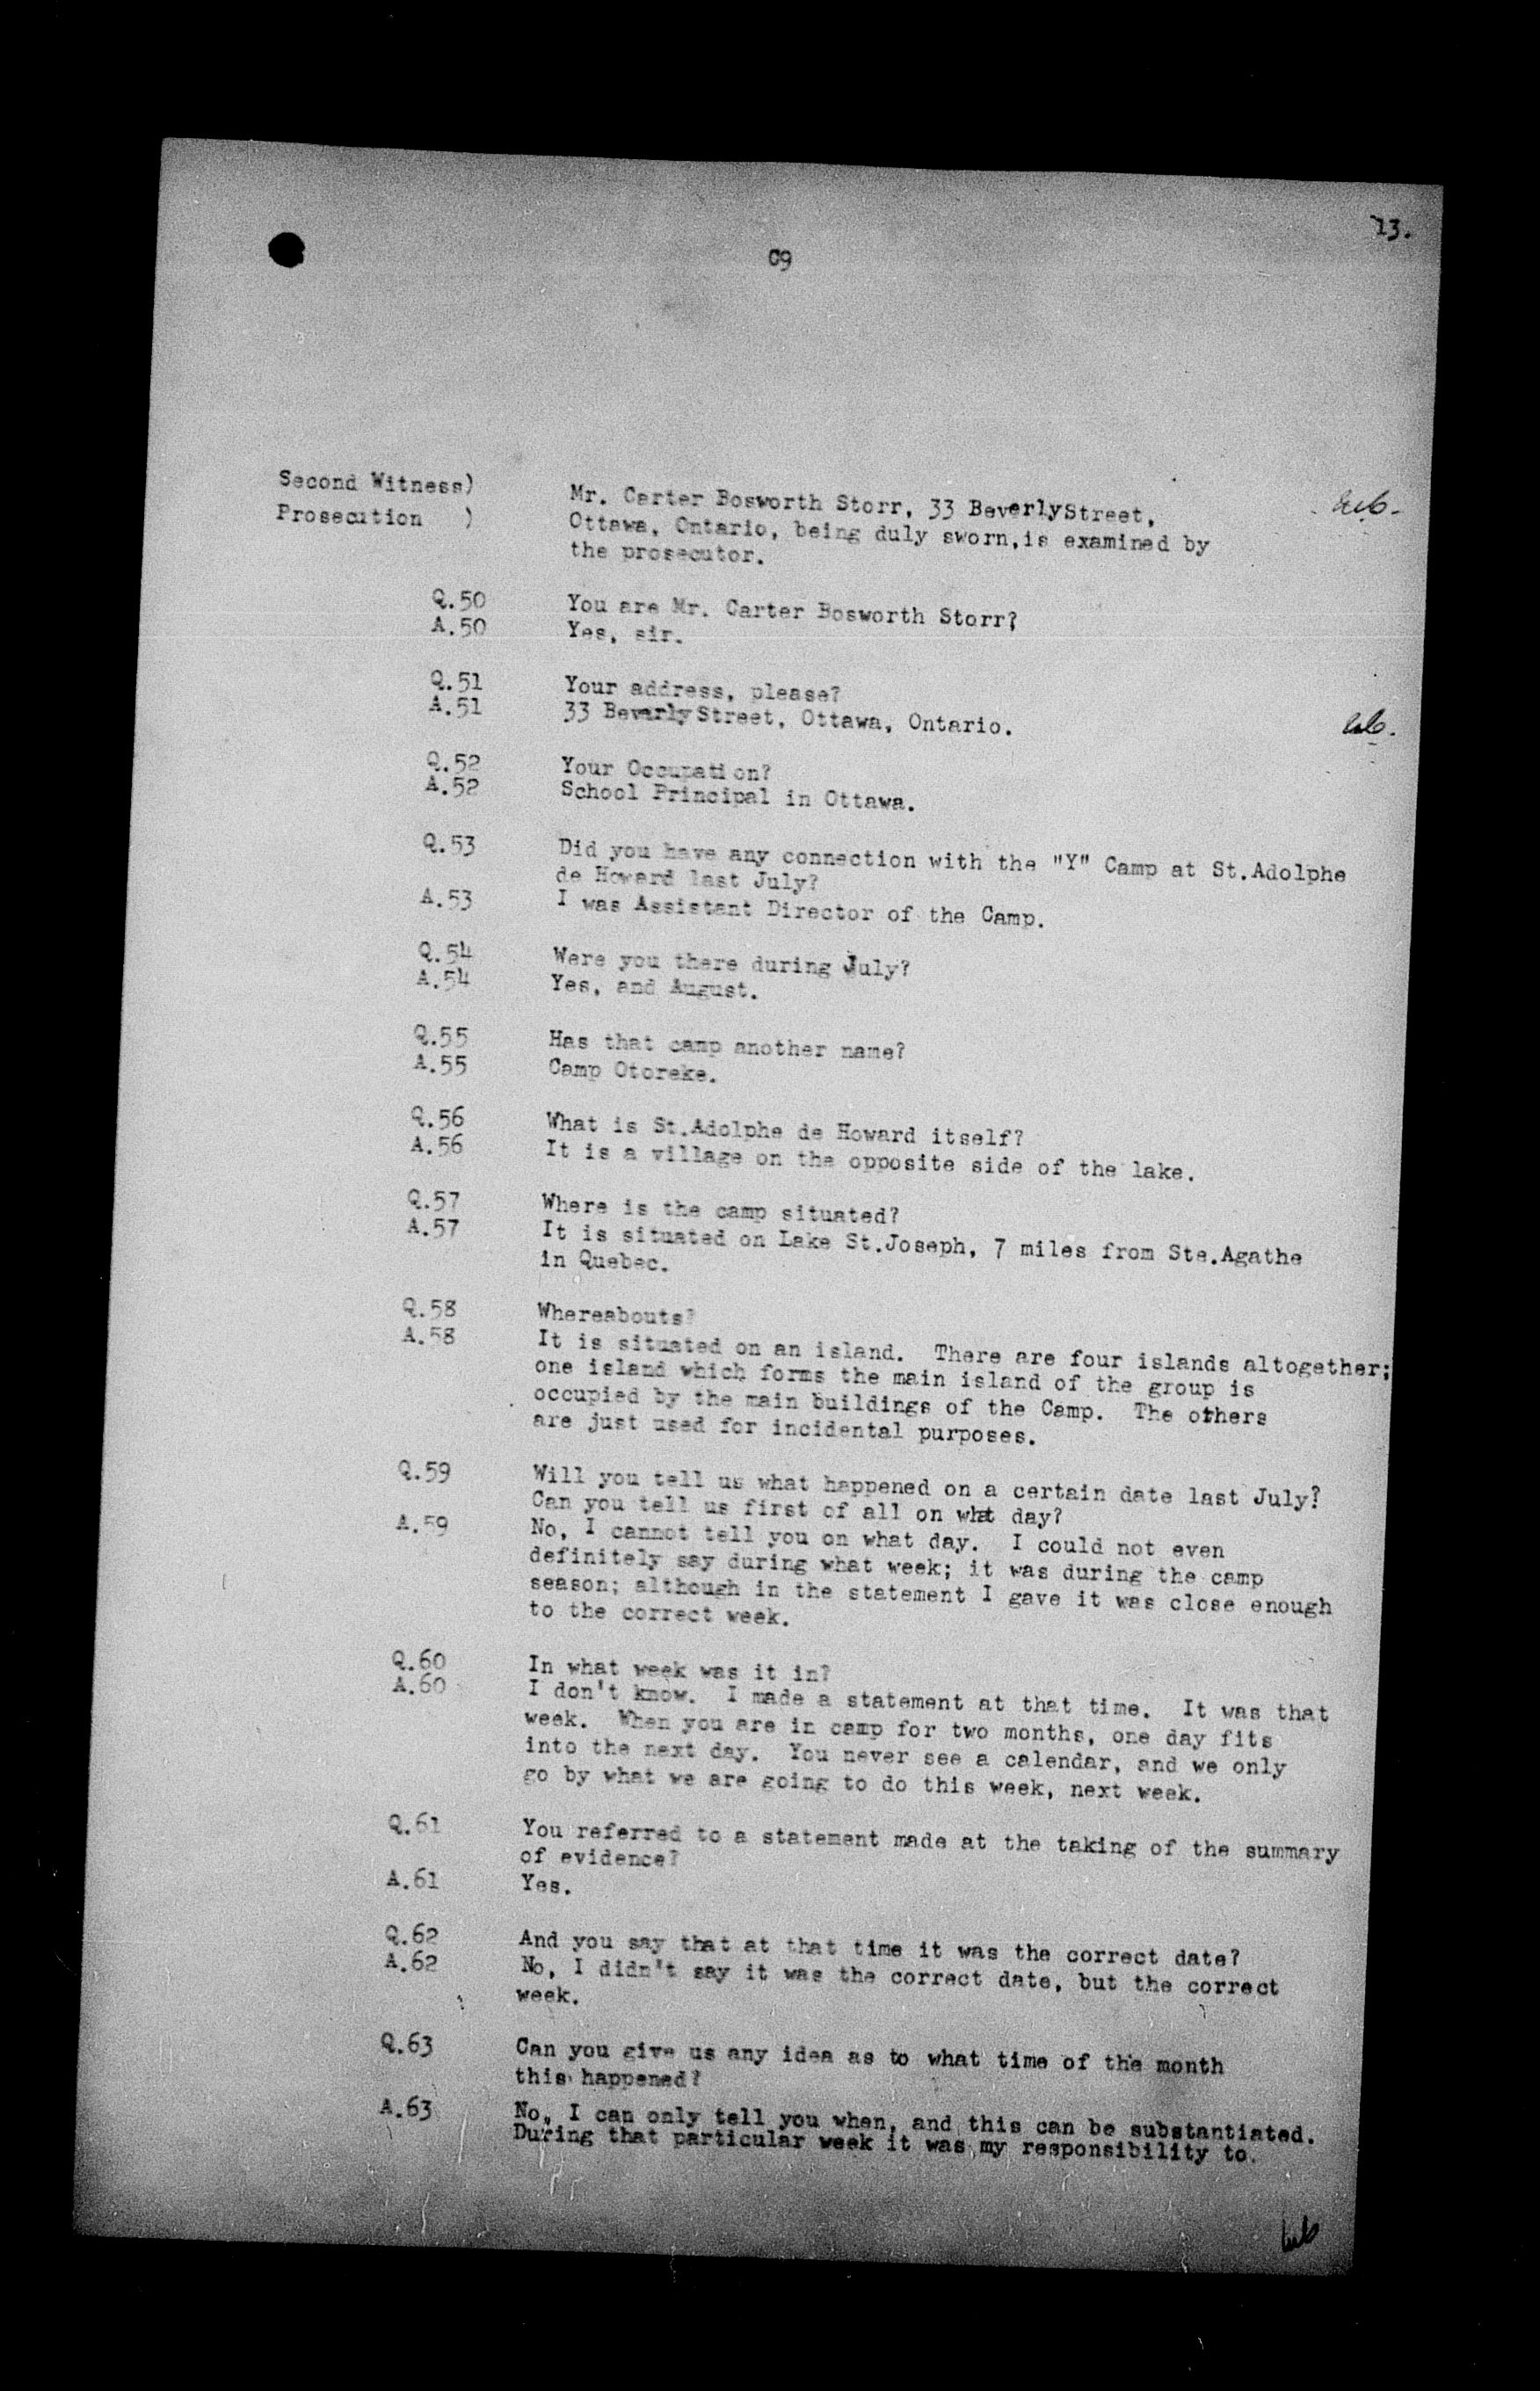 13.
C9
Second Witness)
Prosecution )
Mr. Carter Bosworth Storr, 33 Beverly Street,
Ottawa, Ontario, being duly sworn, is examined by
the prosecutor.
Q.50 You are Mr. Carter Bosworth Storr?
A.50 Yes, sir.
Q.51 Your address, please?
A.51 33 Beverly Street, Ottawa, Ontario.
Q.52 Your Occupation?
A.52 School Principal in Ottawa.
Q.53 Did you have any connection with the "Y" Camp at St.Adolphe
de Howard last July?
A.53 I was Assistant Director of the Camp.
Q.54 Were you there during July?
A.54 Yes, and August.
Q.55 Has that camp another name?
A.55 Camp Otoreke.
Q.56 What is St.Adolphe de Howard itself?
A.56 It is a village on the opposite side of the lake.
Q.57 Where is the camp situated?
A.57 It is situated on Lake St.Joseph, 7 miles from Ste.Agathe
in Quebec.
Q.58 Whereabouts?
A.58 It is situated on an island. There are four islands altogether;
one island which forms the main island of the group is
occupied by the main buildings of the Camp. The others
are just used for incidental purposes.
Q.59 Will you tell us what happened on a certain date last July?
Can you tell us first of all on what day?
A.59 No, I cannot tell you on what day. I could not even
definitely say during what week; it was during the camp
season; although in the statement I gave it was close enough
to the correct week.
Q.60 In what week was it in?
A.60 I don't know. I made a statement at that time. It was that
week. When you are in camp for two months, one day fits
into the next day. You never see a calendar, and we only
go by what we are going to do this week, next week.
Q.61 You referred to a statement made at the taking of the summary
of evidence?
A.61 Yes.
Q.62 And you say that at that time it was the correct date?
A.62 No, I didn't say it was the correct date, but the correct
week.
Q.63 Can you give us any idea as to what time of the month
this happened?
A.63 No, I can only tell you when, and this can be substantiated.
During that particular week it was my responsibility to